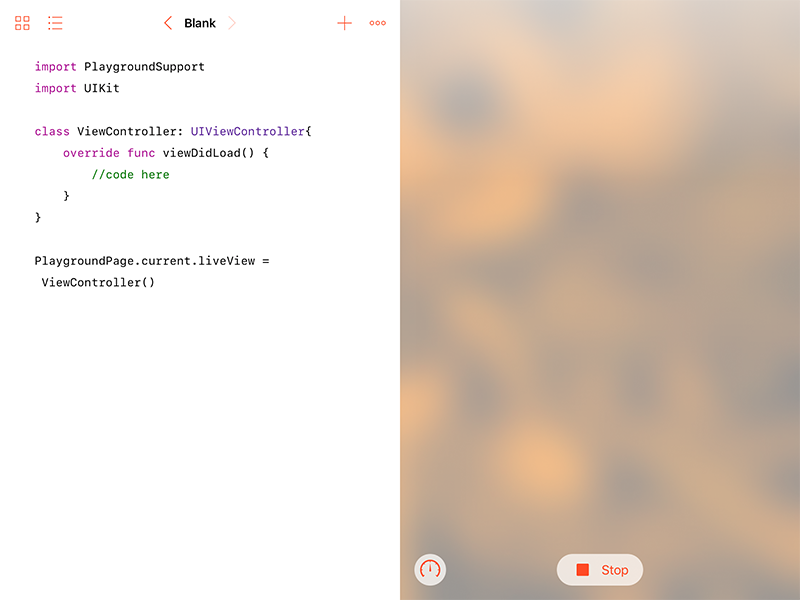 Blank
import PlaygroundSupport
import UIKit
class ViewController: UIViewController{
override func viewDidLoad() {
//code here
}
}
PlaygroundPage.current.liveView =
ViewController()
Stop